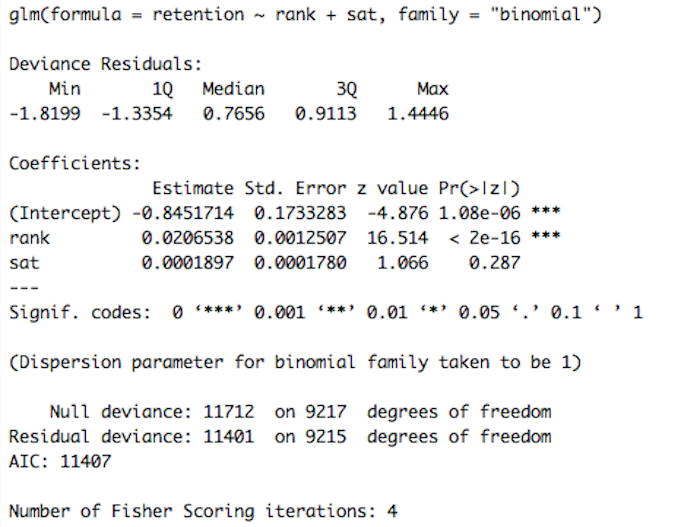 glm(formula = retention ~ rank + sat, family = "binomial")
Deviance Residuals:
Min 1Q Median 3Q Max
-1.8199 -1.3354 0.7656 0.9113 1.4446
Coefficients:
Estimate Std. Error z value Pr(>|z|)
(Intercept) -0.8451714 0.1733283 -4.876 1.08e-06 ***
rank 0.0206538 0.0012507 16.514 < 2e-16 ***
sat 0.0001897 0.0001780 1.066 0.287
---
Signif. codes: 0 ‘***’ 0.001 ‘**’ 0.01 ‘*’ 0.05 ‘.’ 0.1 ‘ ’ 1
(Dispersion parameter for binomial family taken to be 1)
Null deviance: 11712 on 9217 degrees of freedom
Residual deviance: 11401 on 9215 degrees of freedom
AIC: 11407
Number of Fisher Scoring iterations: 4